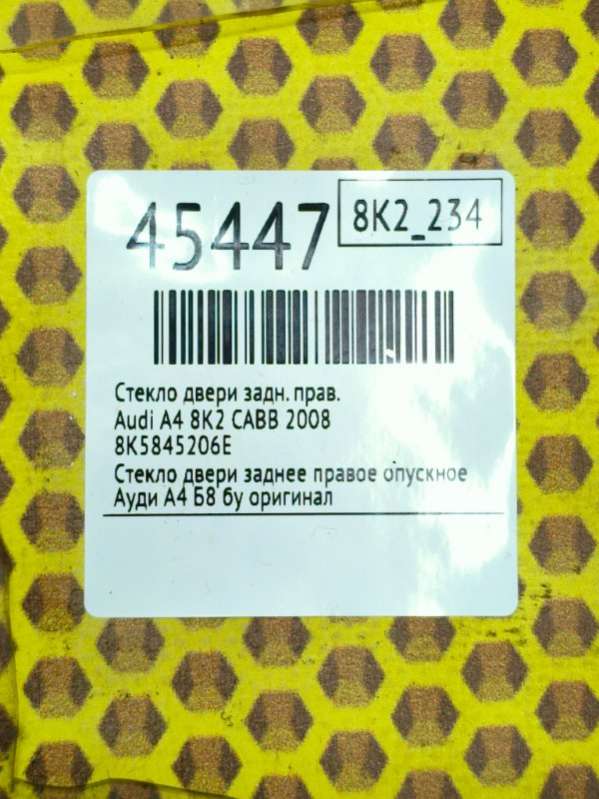 45447
8K2_234
Стекло двери задн. прав.
Audi A4 8K2 CABB 2008
8K5845206E
Стекло двери заднее правое опускное
Ауди А4 Б8 бу оригинал